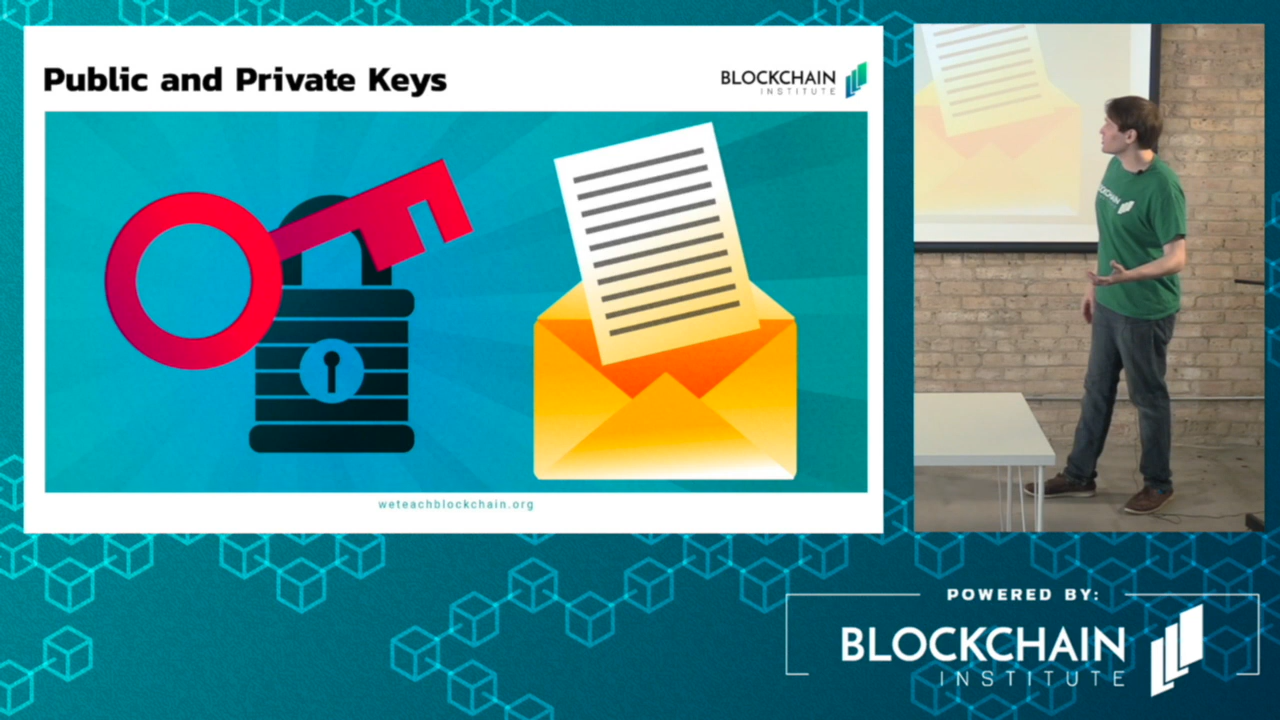 Public and Private Keys
BLOCKCHAIN
INSTITUTE
weteachblockchain.org
POWERED BY:
BLOCKCHAIN
INSTITUTE